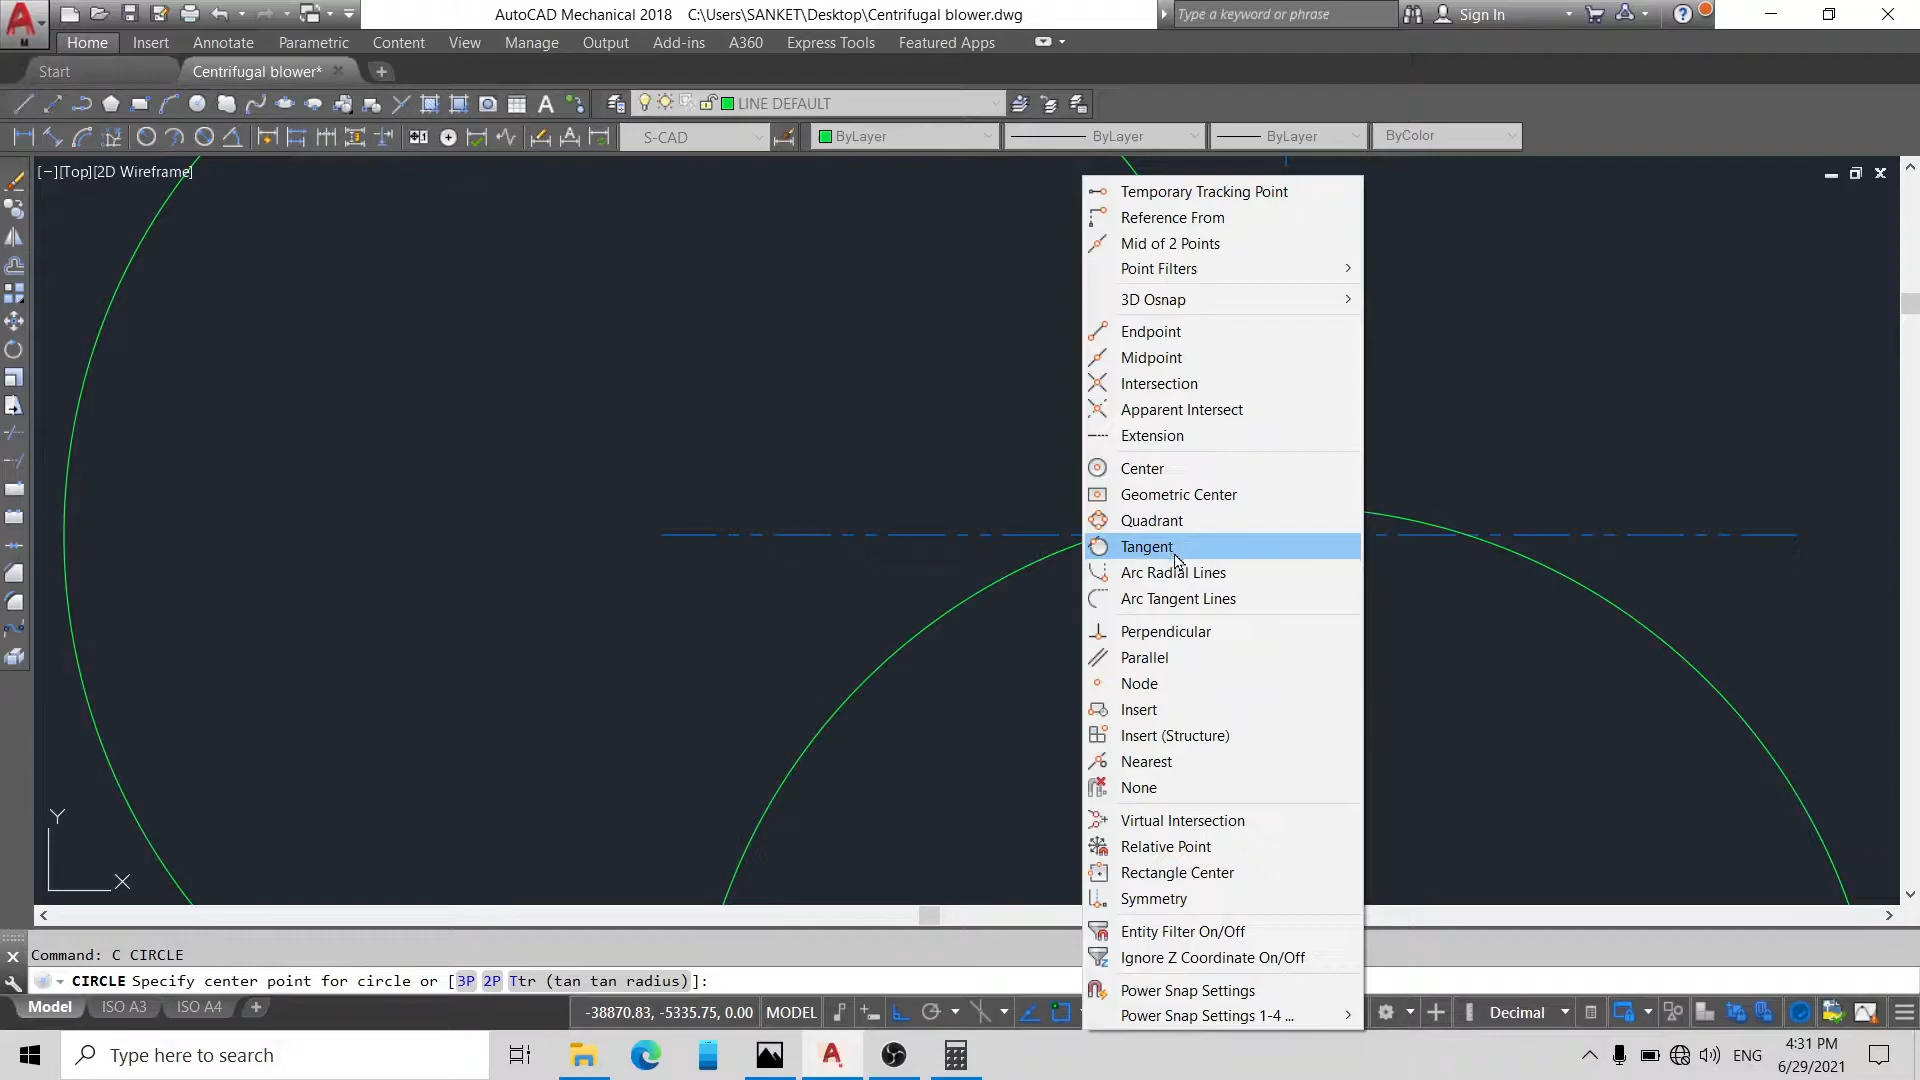 AutoCAD Mechanical 2018 C:\Users\SANKET\Desktop\Centrifugal blower.dwg
Type a keyword or phrase
Sign In
Home Insert Annotate Parametric Content View Manage Output Add-ins A360 Express Tools Featured Apps
Start Centrifugal blower*
LINE DEFAULT
S-CAD ByLayer ByLayer ByLayer ByColor
[−][Top][2D Wireframe]
Temporary Tracking Point
Reference From
Mid of 2 Points
Point Filters
3D Osnap
Endpoint
Midpoint
Intersection
Apparent Intersect
Extension
Center
Geometric Center
Quadrant
Tangent
Arc Radial Lines
Arc Tangent Lines
Perpendicular
Parallel
Node
Insert
Insert (Structure)
Nearest
None
Virtual Intersection
Relative Point
Rectangle Center
Symmetry
Entity Filter On/Off
Ignore Z Coordinate On/Off
Power Snap Settings
Power Snap Settings 1-4 ...
Y
X
Command: C CIRCLE
CIRCLE Specify center point for circle or [3P 2P Ttr (tan tan radius)]:
Model ISO A3 ISO A4
-38870.83, -5335.75, 0.00 MODEL
Decimal
Type here to search
ENG
4:31 PM
6/29/2021